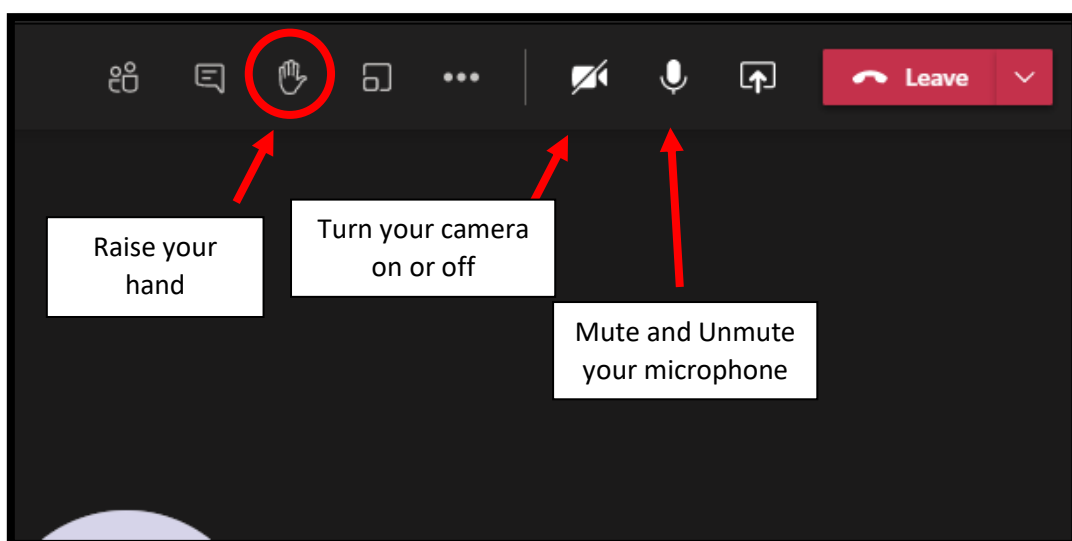 Leave
Raise your
hand
Turn your camera
on or off
Mute and Unmute
your microphone